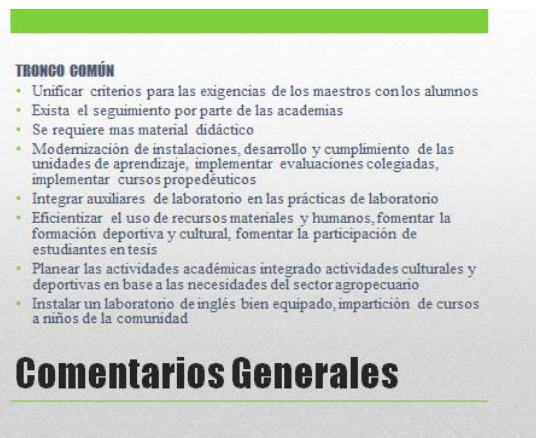 TRONCO COMÚN
• Unificar criterios para las exigencias de los maestros con los alumnos
• Exista el seguimiento por parte de las academias
• Se requiere mas material didáctico
• Modernización de instalaciones, desarrollo y cumplimiento de las
unidades de aprendizaje, implementar evaluaciones colegiadas,
implementar cursos propedéuticos
• Integrar auxiliares de laboratorio en las prácticas de laboratorio
• Eficientizar el uso de recursos materiales y humanos, fomentar la
formación deportiva y cultural, fomentar la participación de
estudiantes en tesis
• Planear las actividades académicas integrado actividades culturales y
deportivas en base a las necesidades del sector agropecuario
• Instalar un laboratorio de inglés bien equipado, impartición de cursos
a niños de la comunidad
Comentarios Generales